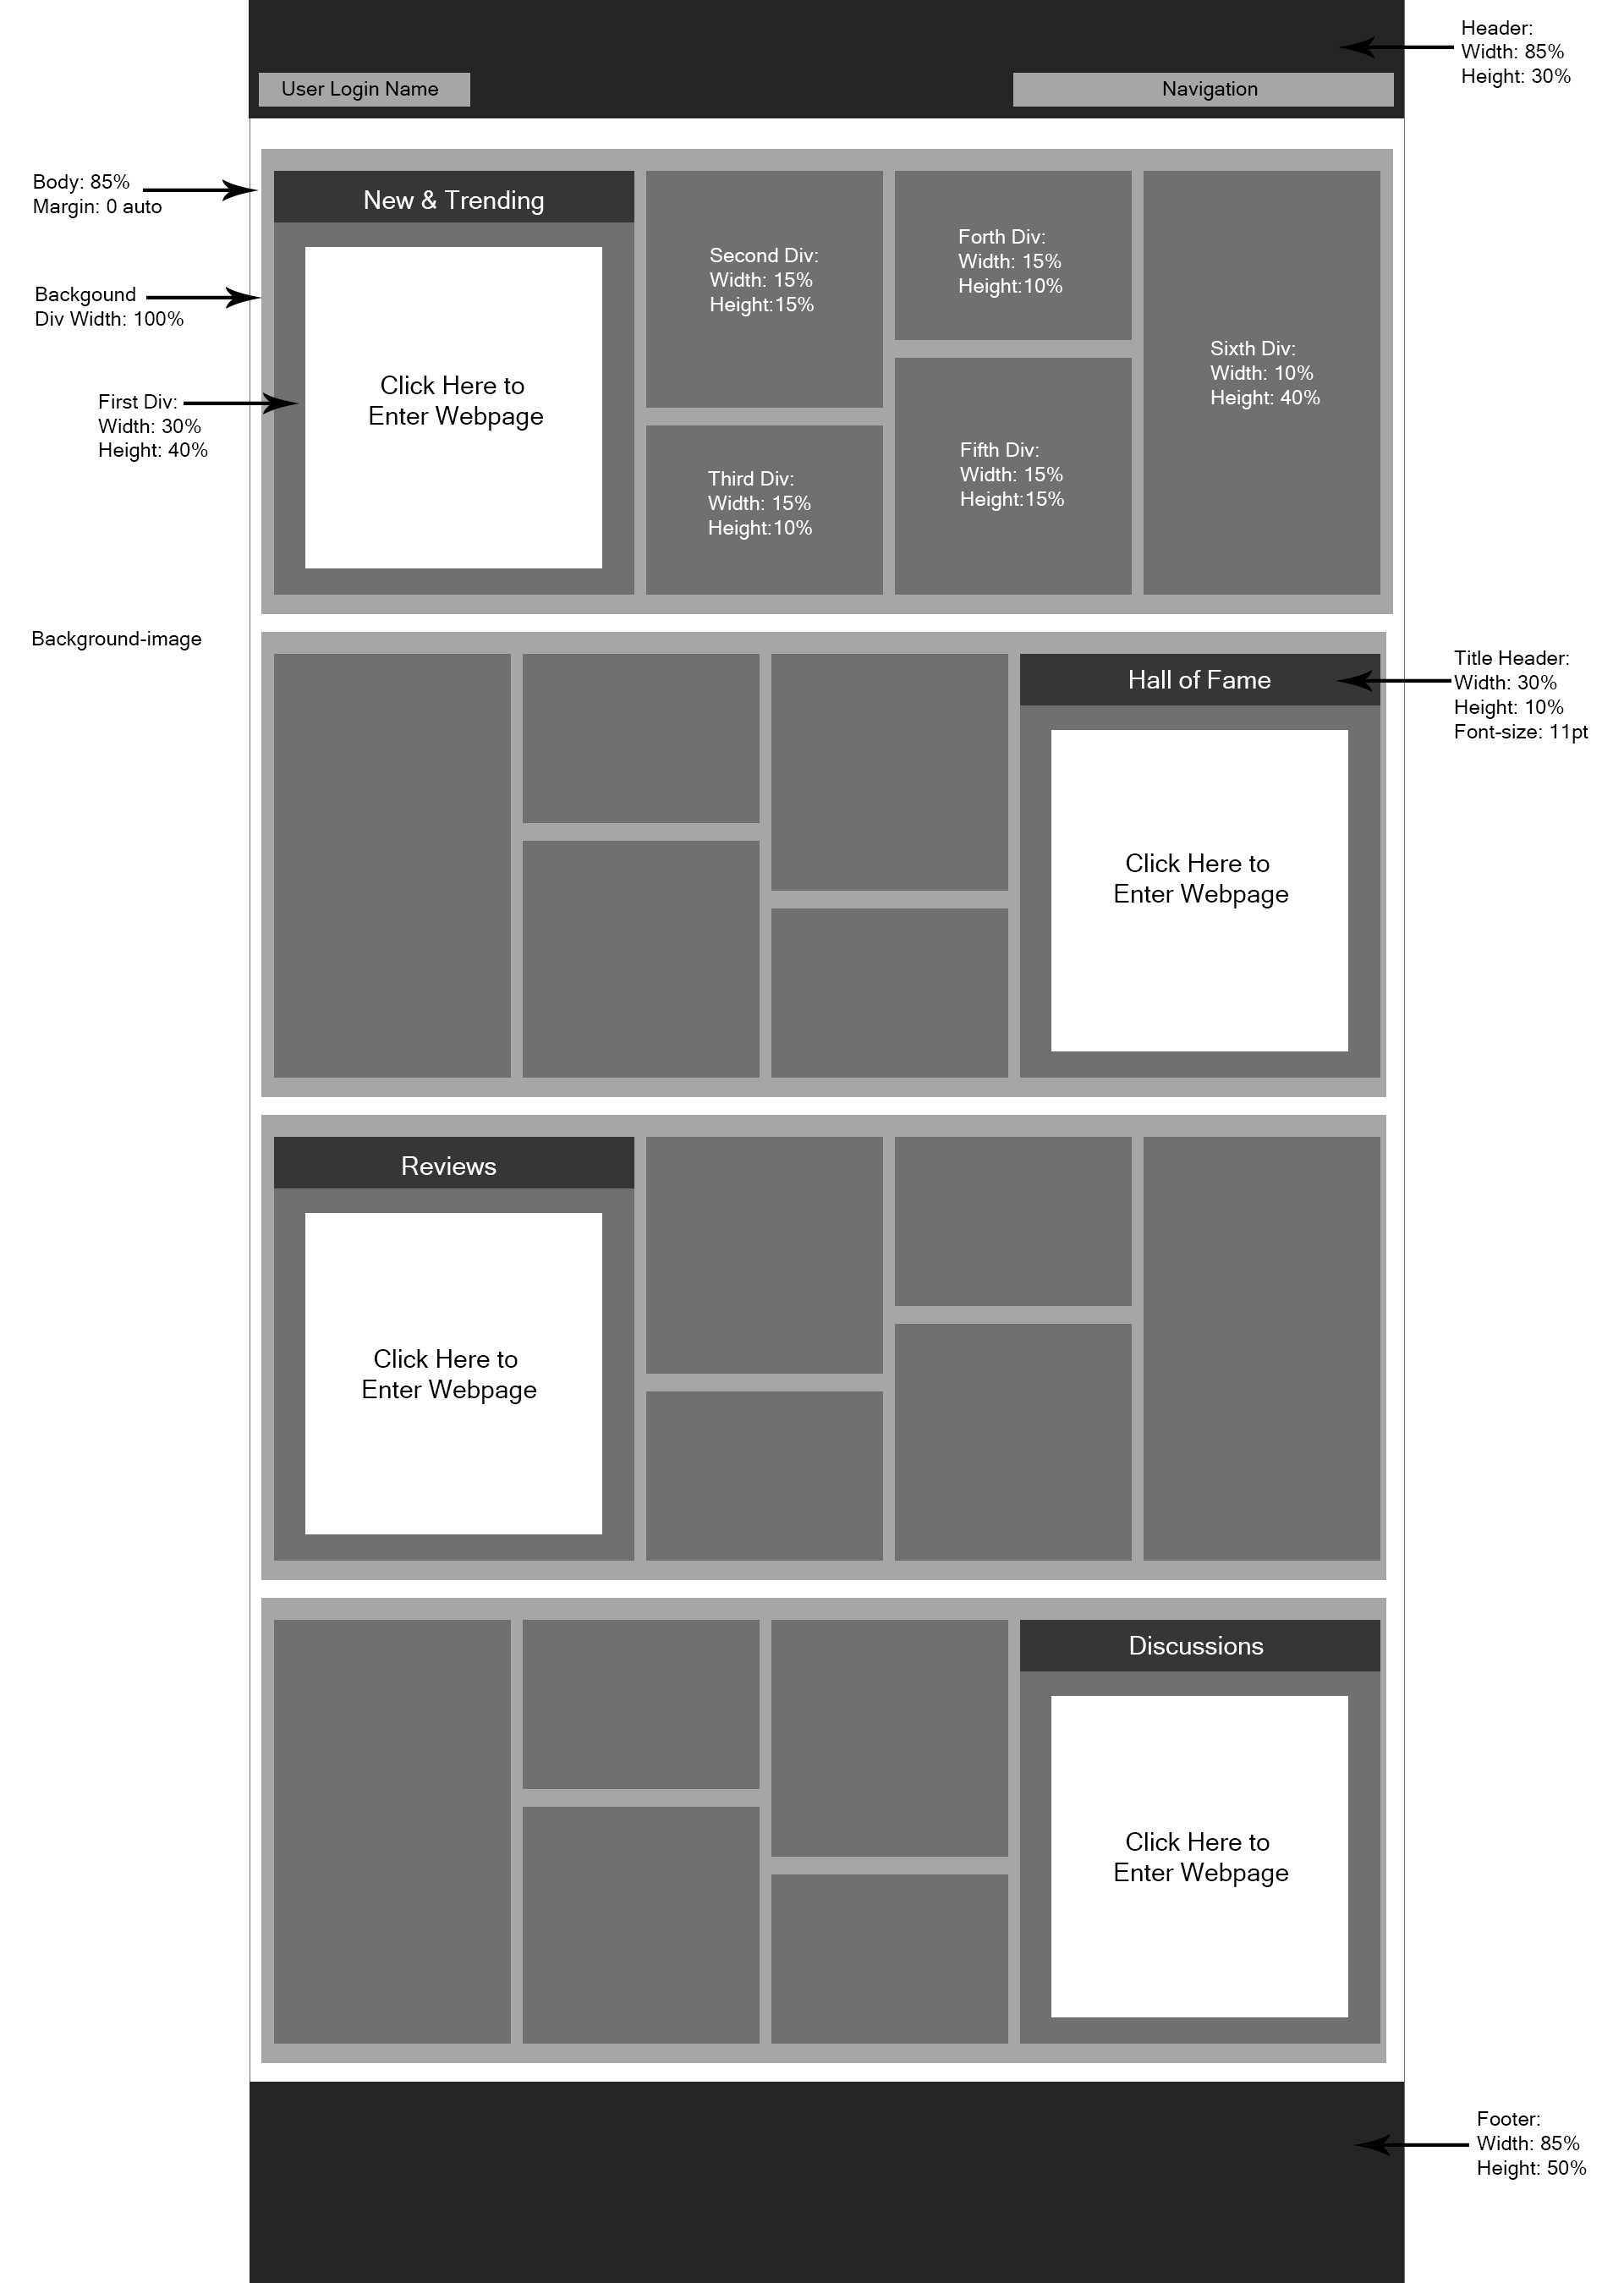 Header:
Width: 85%
Height: 30%
User Login Name
Navigation
Body: 85%
Margin: 0 auto
Backgound
Div Width: 100%
First Div:
Width: 30%
Height: 40%
New & Trending
Click Here to
Enter Webpage
Second Div:
Width: 15%
Height:15%
Third Div:
Width: 15%
Height:10%
Forth Div:
Width: 15%
Height:10%
Fifth Div:
Width: 15%
Height:15%
Sixth Div:
Width: 10%
Height: 40%
Background-image
Hall of Fame
Click Here to
Enter Webpage
Title Header:
Width: 30%
Height: 10%
Font-size: 11pt
Reviews
Click Here to
Enter Webpage
Discussions
Click Here to
Enter Webpage
Footer:
Width: 85%
Height: 50%